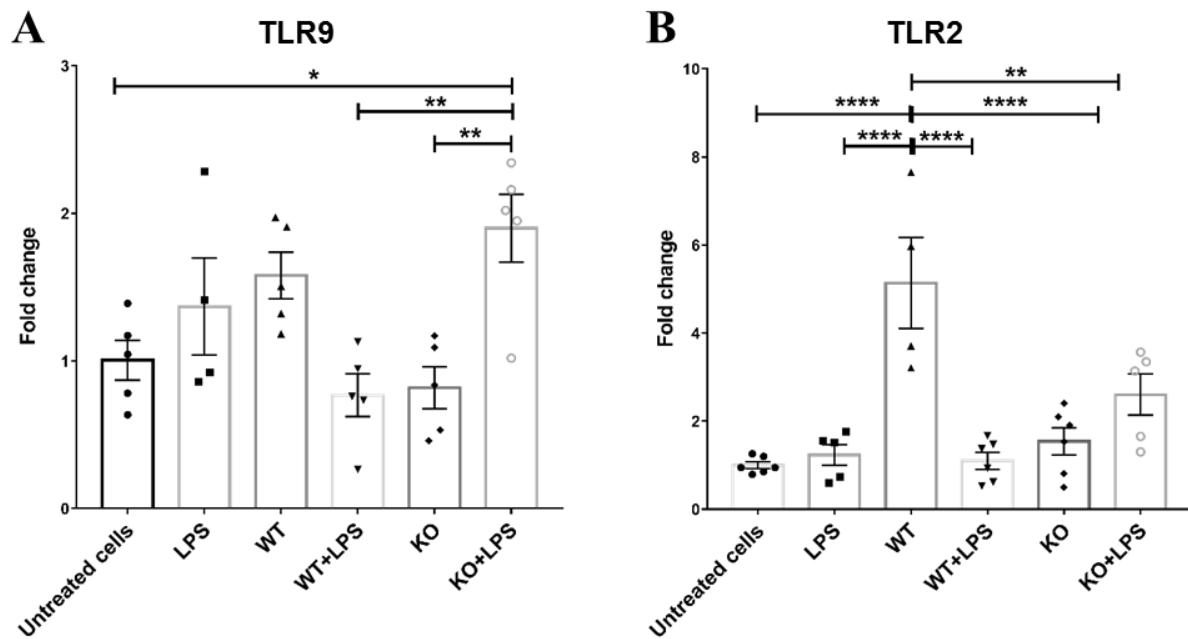 A
TLR9
Fold change
3
2
1
0
*
**
**
Untreated cells
LPS
WT
WT+LPS
KO
KO+LPS
B
TLR2
Fold change
10
8
6
4
2
0
**
**** ****
**** ****
Untreated cells
LPS
WT
WT+LPS
KO
KO+LPS